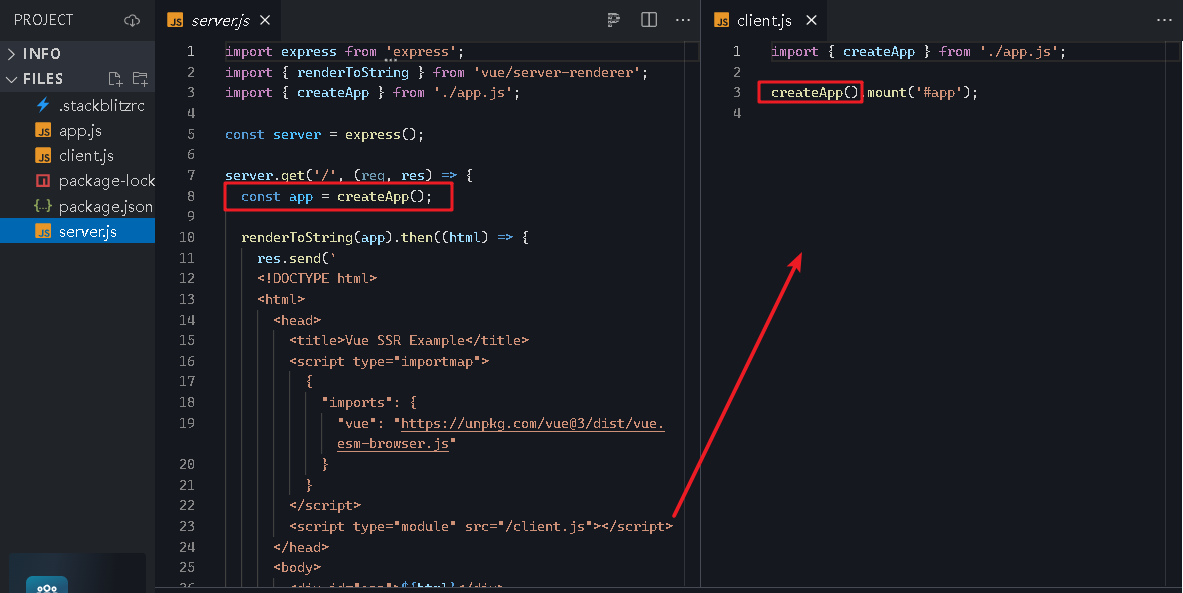 PROJECT
INFO
FILES
.stackblitzrc
app.js
client.js
package-lock
package.json
server.js
server.js
1 import express from 'express';
2 import { renderToString } from 'vue/server-renderer';
3 import { createApp } from './app.js';
4
5 const server = express();
6
7 server.get('/', (req, res) => {
8 const app = createApp();
9
10 renderToString(app).then((html) => {
11 res.send(`
12 <!DOCTYPE html>
13 <html>
14 <head>
15 <title>Vue SSR Example</title>
16 <script type="importmap">
17 {
18 "imports": {
19 "vue": "https://unpkg.com/vue@3/dist/vue.
esm-browser.js"
20 }
21 }
22 </script>
23 <script type="module" src="/client.js"></script>
24 </head>
25 <body>
client.js
1 import { createApp } from './app.js';
2
3 createApp().mount('#app');
4